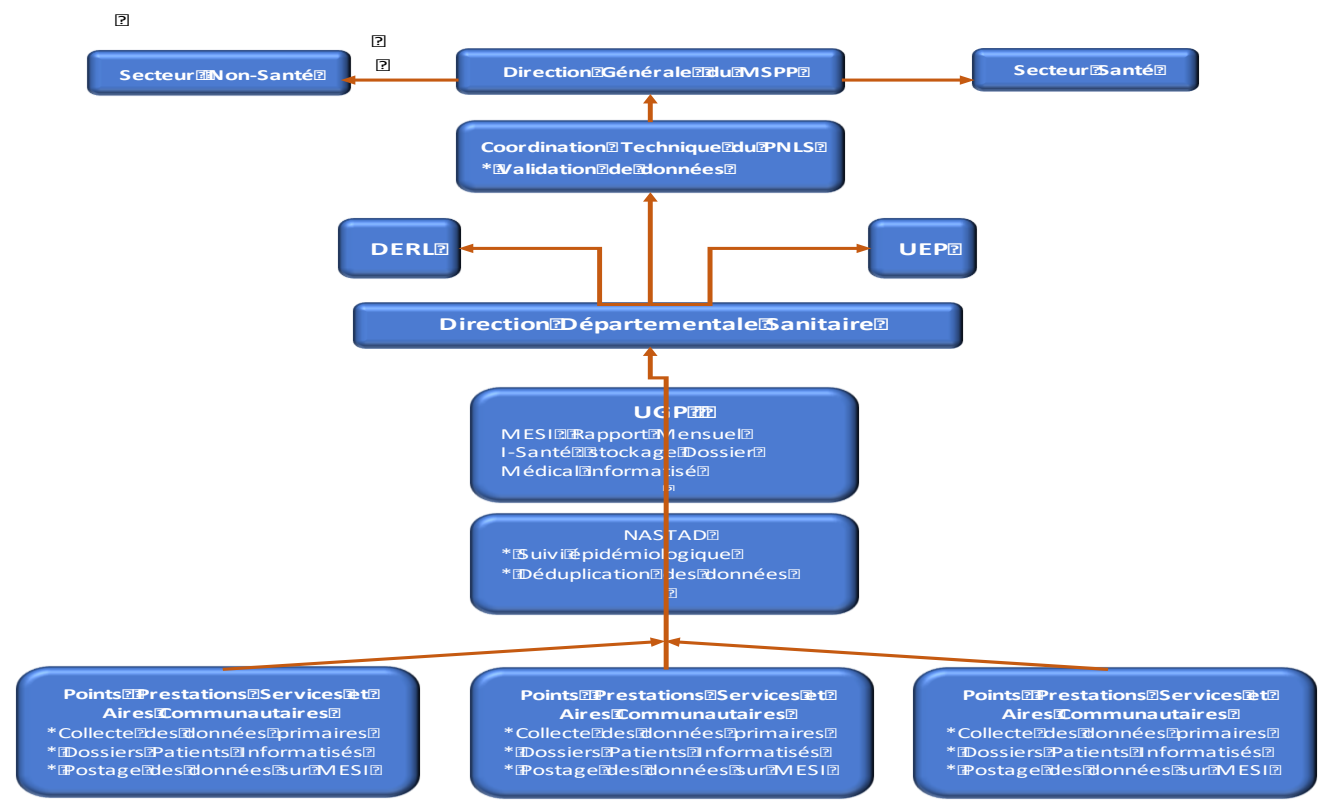 Secteur Non-Santé
Direction Générale du MSPP
Secteur Santé
Coordination Technique du PNLS
* Validation de données
DERL
UEP
Direction Départementale Sanitaire
UGP
MESI Rapport Mensuel
I-Santé stockage Dossier
Médical Informatisé
NASTAD
* Suivi épidémiologique
* Déduplication des données
Points Prestations Services et
Aires Communautaires
*Collecte des données primaires
* Dossiers Patients Informatisés
* Postage des données sur MESI
Points Prestations Services et
Aires Communautaires
*Collecte des données primaires
* Dossiers Patients Informatisés
* Postage des données sur MESI
Points Prestations Services et
Aires Communautaires
*Collecte des données primaires
* Dossiers Patients Informatisés
* Postage des données sur MESI